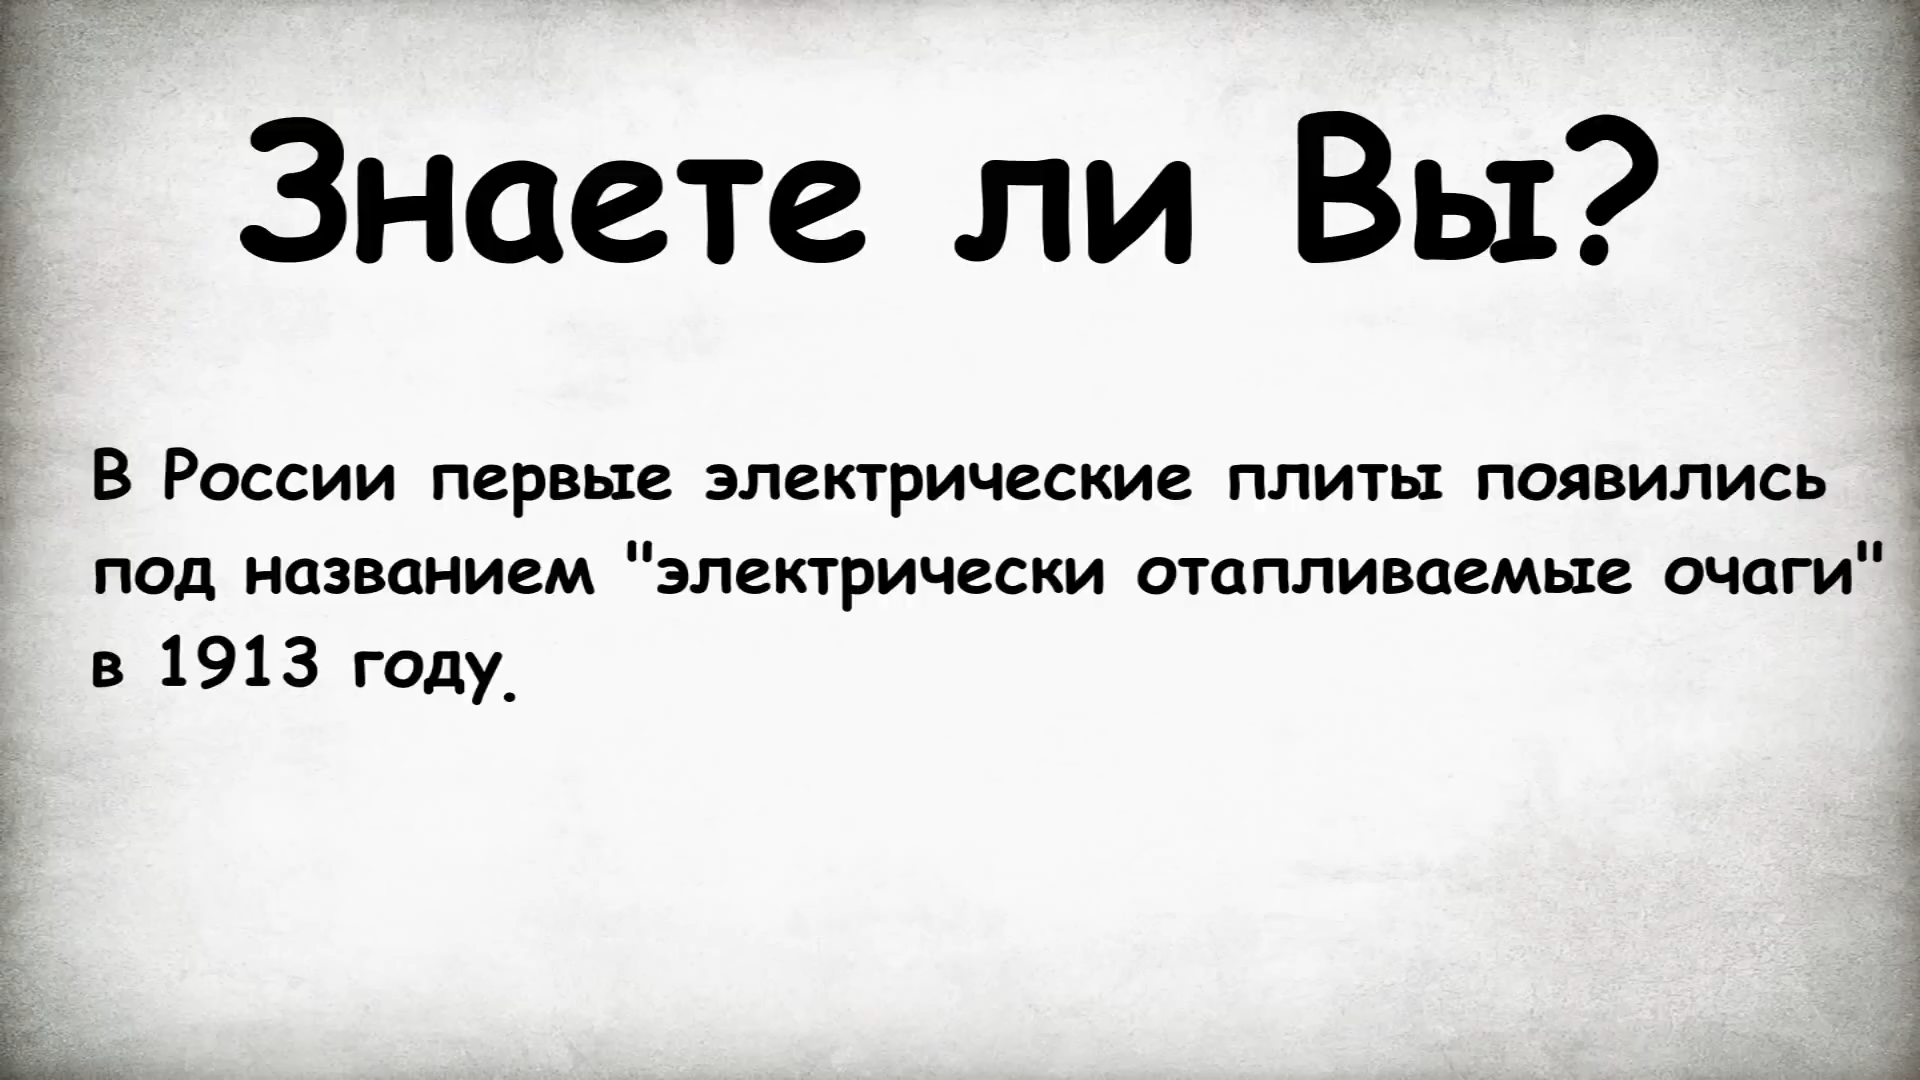 Знаете ли Вы?
В России первые электрические плиты появились
под названием "электрически отапливаемые очаги"
в 1913 году.